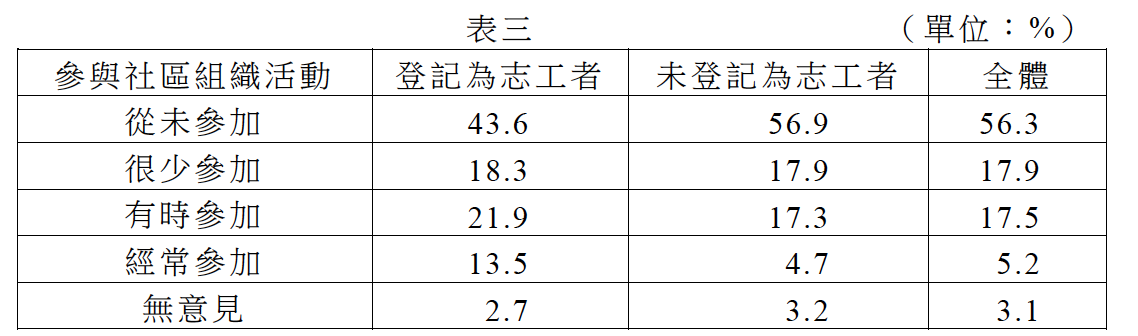 表三 （單位：%）
參與社區組織活動 登記為志工者 未登記為志工者 全體
從未參加 43.6 56.9 56.3
很少參加 18.3 17.9 17.9
有時參加 21.9 17.3 17.5
經常參加 13.5 4.7 5.2
無意見 2.7 3.2 3.1